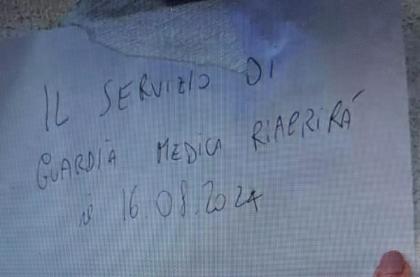 IL SERVIZIO DI
GUARDIA MEDICA RIAPRIRÁ
il 16.08.2024